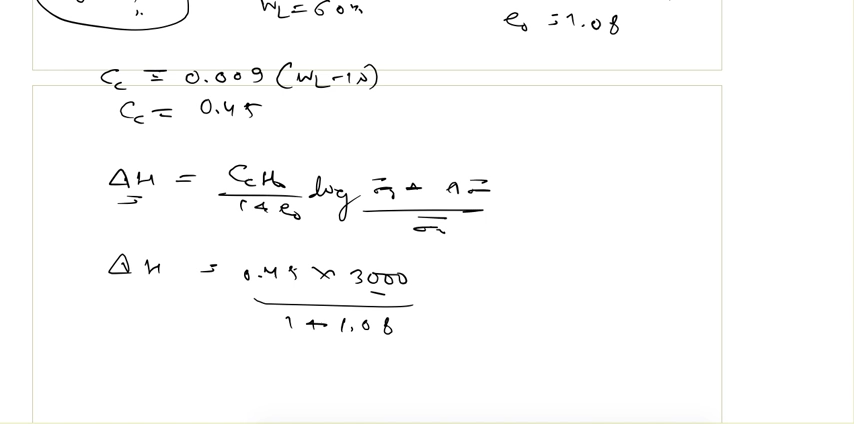 W_L = 60%
e₀ = 1.08
C_c = 0.009 (W_L - 10)
C_c = 0.45
ΔH = C_c H₀ / 1 + e₀ log σ̄₀ + Δσ̄ / σ̄₀
ΔH = 0.45 × 3000 / 1 + 1.08